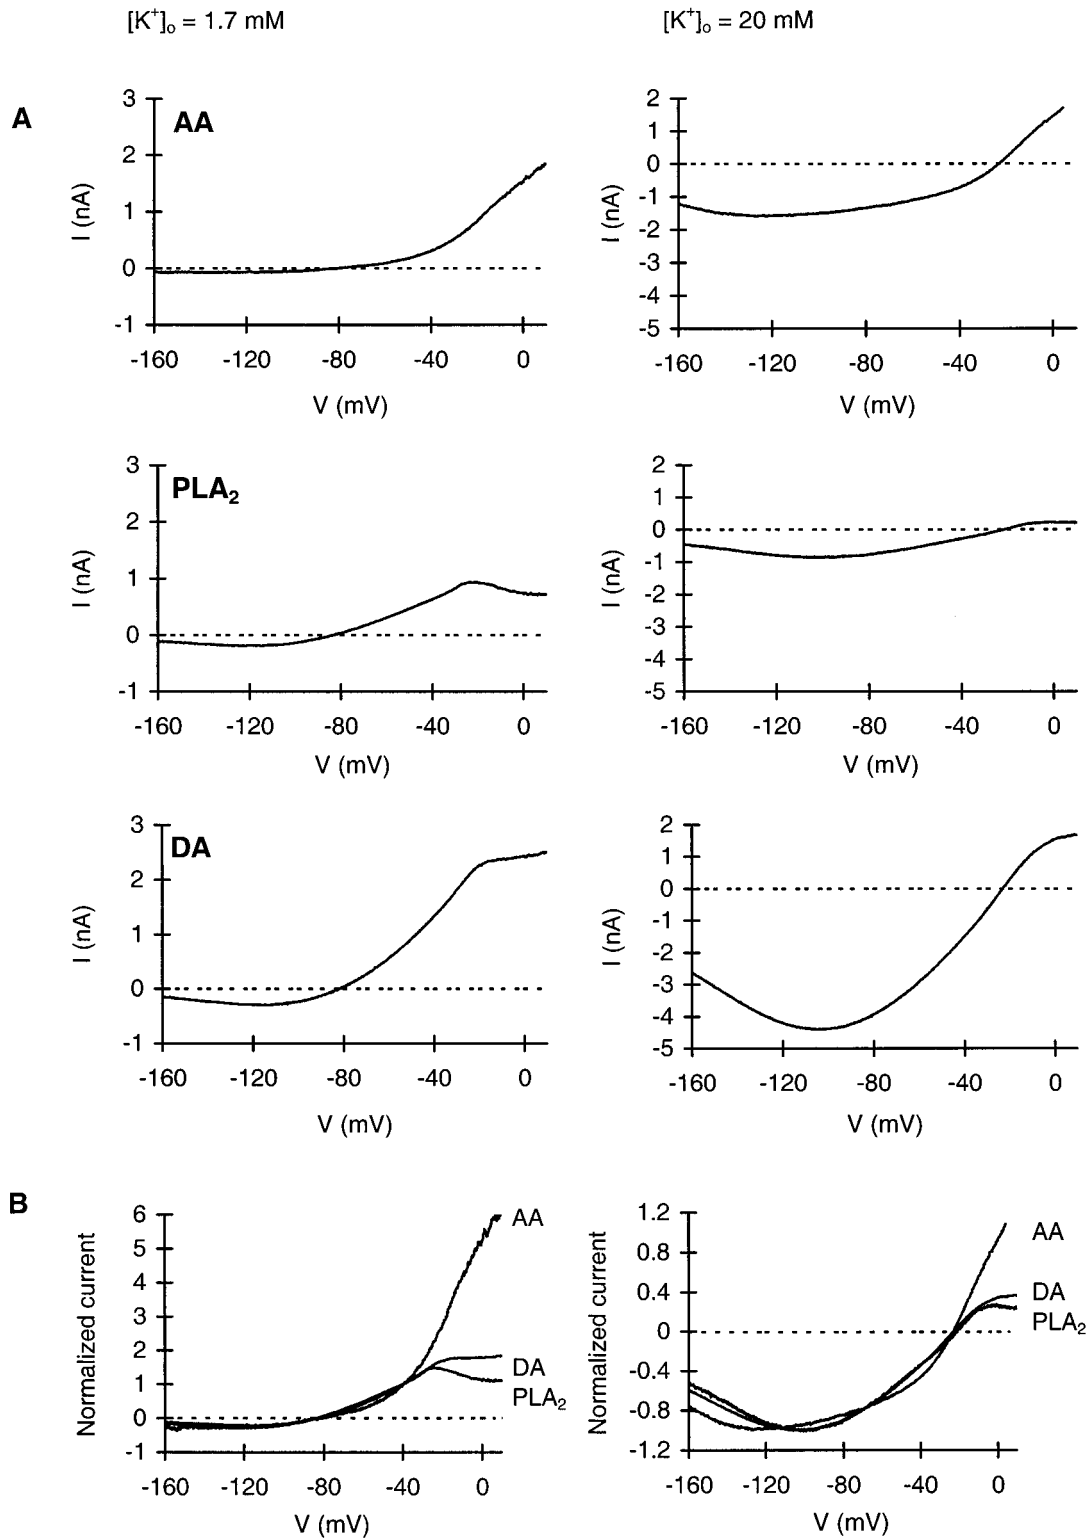 [K⁺]ₒ = 1.7 mM
[K⁺]ₒ = 20 mM
A
AA
3
2
1
0
-1
I (nA)
-160 -120 -80 -40 0
V (mV)
2
1
0
-1
-2
-3
-4
-5
I (nA)
-160 -120 -80 -40 0
V (mV)
PLA₂
3
2
1
0
-1
I (nA)
-160 -120 -80 -40 0
V (mV)
2
1
0
-1
-2
-3
-4
-5
I (nA)
-160 -120 -80 -40 0
V (mV)
DA
3
2
1
0
-1
I (nA)
-160 -120 -80 -40 0
V (mV)
2
1
0
-1
-2
-3
-4
-5
I (nA)
-160 -120 -80 -40 0
V (mV)
B
6
5
4
3
2
1
0
-1
Normalized current
AA
DA
PLA₂
-160 -120 -80 -40 0
V (mV)
1.2
0.8
0.4
0
-0.4
-0.8
-1.2
Normalized current
AA
DA
PLA₂
-160 -120 -80 -40 0
V (mV)